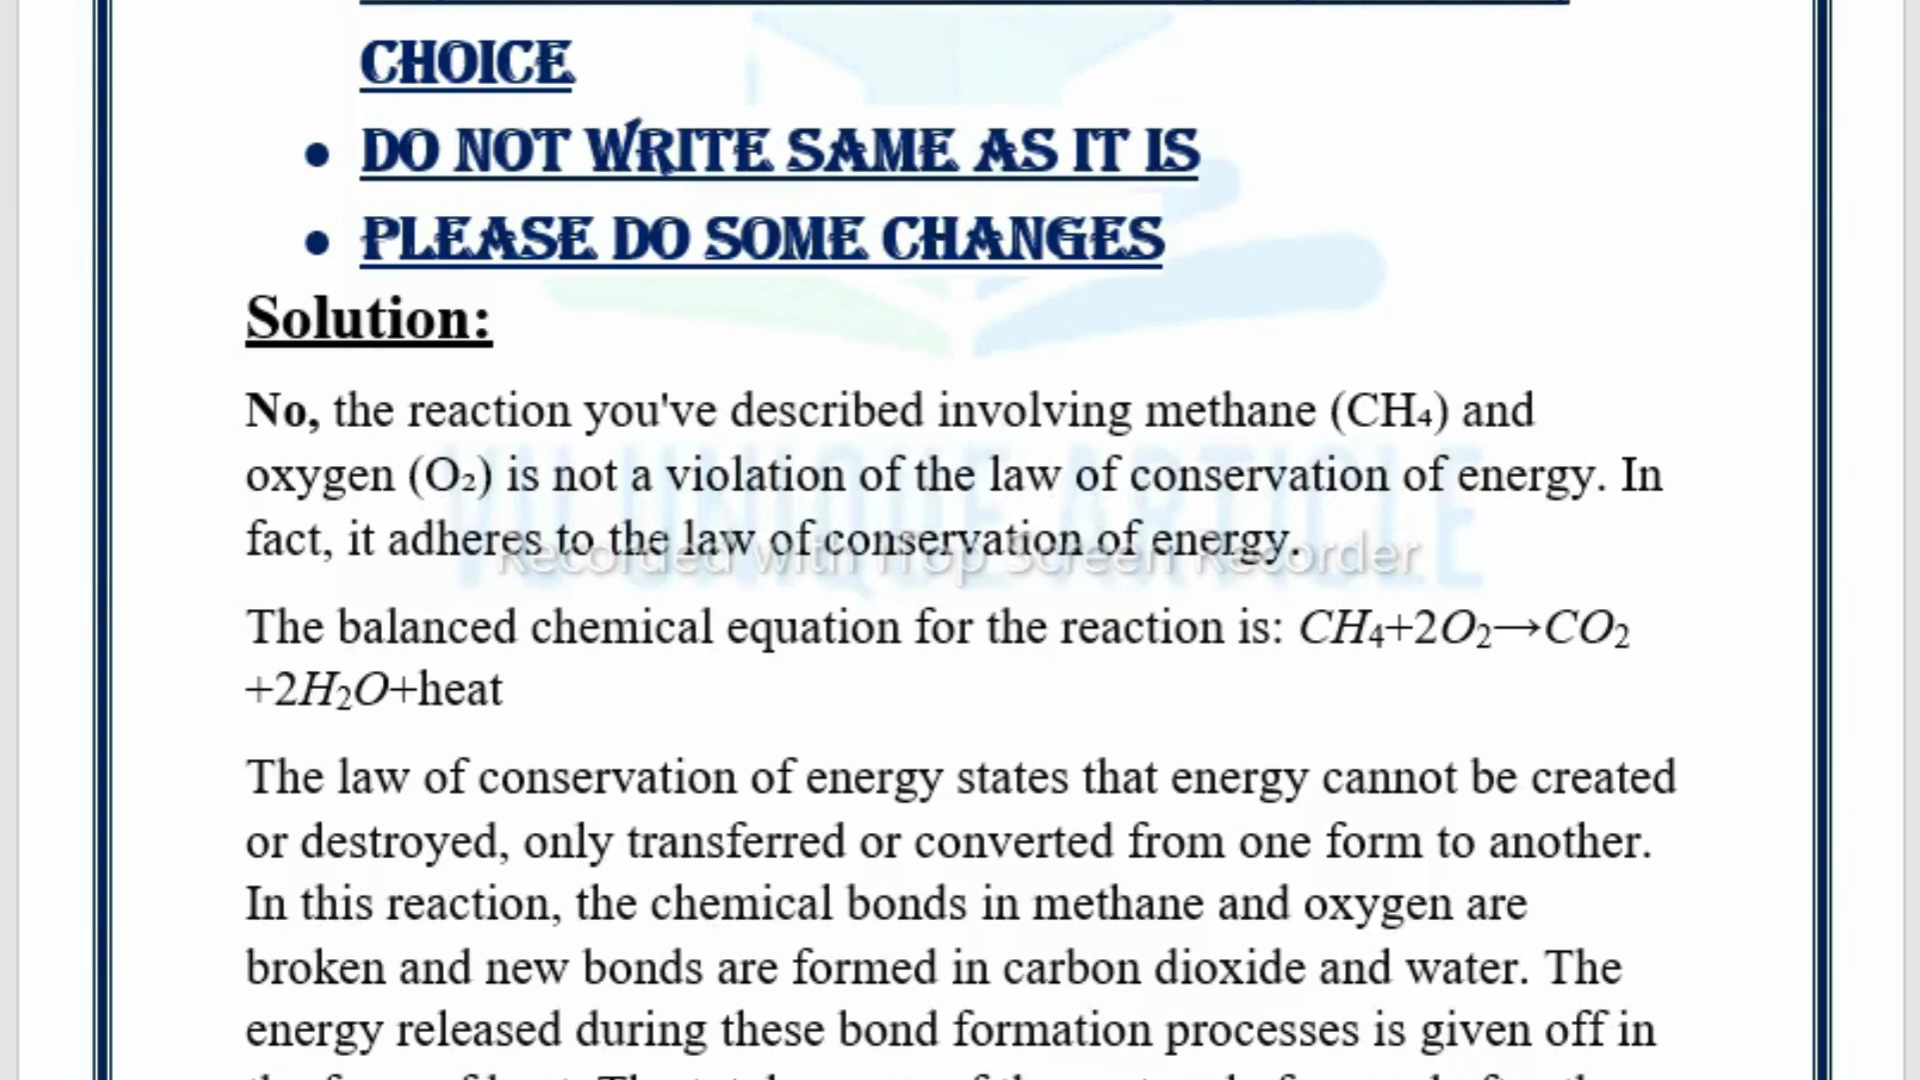 CHOICE
• DO NOT WRITE SAME AS IT IS
• PLEASE DO SOME CHANGES
Solution:
No, the reaction you've described involving methane (CH₄) and
oxygen (O₂) is not a violation of the law of conservation of energy. In
fact, it adheres to the law of conservation of energy.
VU UNIQUE ARTICLE
Recorded with iTop Screen Recorder
The balanced chemical equation for the reaction is: CH₄+2O₂→CO₂
+2H₂O+heat
The law of conservation of energy states that energy cannot be created
or destroyed, only transferred or converted from one form to another.
In this reaction, the chemical bonds in methane and oxygen are
broken and new bonds are formed in carbon dioxide and water. The
energy released during these bond formation processes is given off in